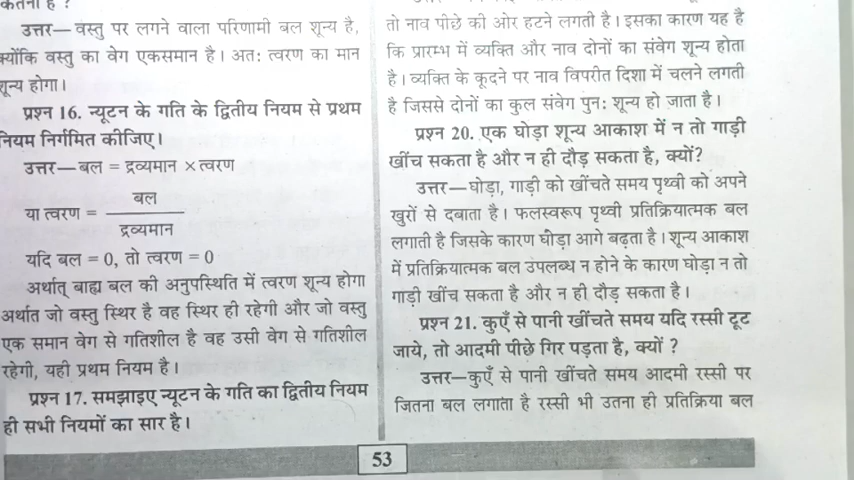 उत्तर— वस्तु पर लगने वाला परिणामी बल शून्य है,
क्योंकि वस्तु का वेग एकसमान है। अत: त्वरण का मान
शून्य होगा।
प्रश्न 16. न्यूटन के गति के द्वितीय नियम से प्रथम
नियम निर्गमित कीजिए।
उत्तर—बल = द्रव्यमान × त्वरण
या त्वरण = बल
द्रव्यमान
यदि बल = 0, तो त्वरण = 0
अर्थात् बाह्य बल की अनुपस्थिति में त्वरण शून्य होगा
अर्थात जो वस्तु स्थिर है वह स्थिर ही रहेगी और जो वस्तु
एक समान वेग से गतिशील है वह उसी वेग से गतिशील
रहेगी, यही प्रथम नियम है।
प्रश्न 17. समझाइए न्यूटन के गति का द्वितीय नियम
ही सभी नियमों का सार है।
तो नाव पीछे की ओर हटने लगती है। इसका कारण यह है
कि प्रारम्भ में व्यक्ति और नाव दोनों का संवेग शून्य होता
है। व्यक्ति के कूदने पर नाव विपरीत दिशा में चलने लगती
है जिससे दोनों का कुल संवेग पुन: शून्य हो जाता है।
प्रश्न 20. एक घोड़ा शून्य आकाश में न तो गाड़ी
खींच सकता है और न ही दौड़ सकता है, क्यों?
उत्तर—घोड़ा, गाड़ी को खींचते समय पृथ्वी को अपने
खुरों से दबाता है। फलस्वरूप पृथ्वी प्रतिक्रियात्मक बल
लगाती है जिसके कारण घोड़ा आगे बढ़ता है। शून्य आकाश
में प्रतिक्रियात्मक बल उपलब्ध न होने के कारण घोड़ा न तो
गाड़ी खींच सकता है और न ही दौड़ सकता है।
प्रश्न 21. कुएँ से पानी खींचते समय यदि रस्सी टूट
जाये, तो आदमी पीछे गिर पड़ता है, क्यों ?
उत्तर—कुएँ से पानी खींचते समय आदमी रस्सी पर
जितना बल लगाता है रस्सी भी उतना ही प्रतिक्रिया बल
53